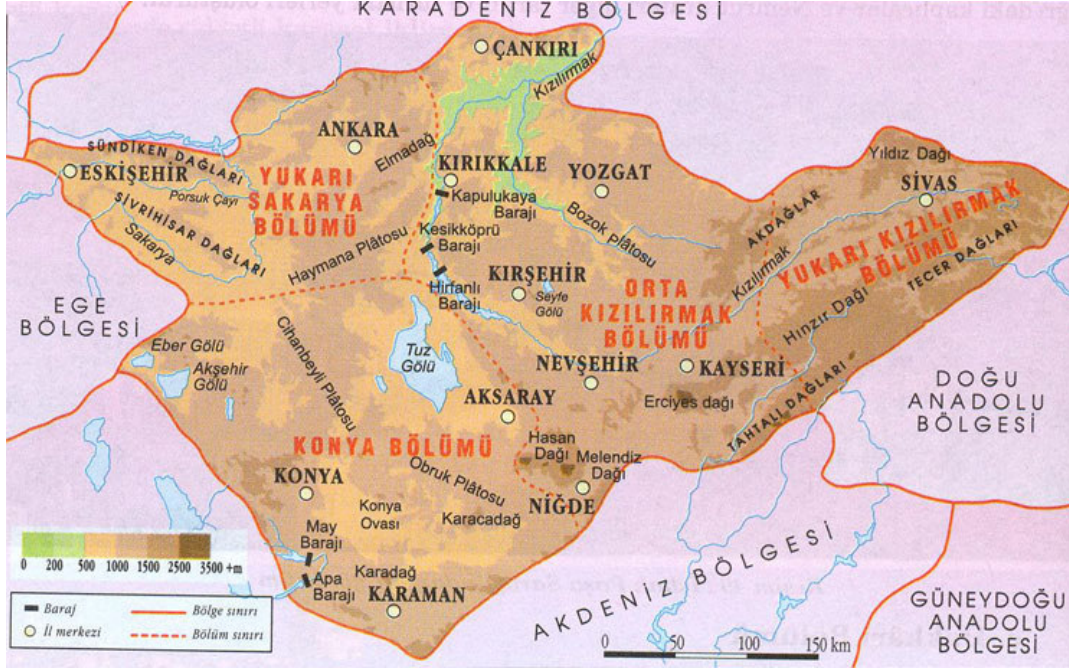 KARADENİZ BÖLGESİ
ÇANKIRI
Kızılırmak
ANKARA
Elmadağ
SÜNDİKEN DAĞLARI
ESKİŞEHİR
Porsuk Çayı
SİVRİHİSAR DAĞLARI
Sakarya
YUKARI
SAKARYA
BÖLÜMÜ
Haymana Plâtosu
KIRIKKALE
Kapulukaya
Barajı
Kesikköprü
Barajı
Hirfanlı
Barajı
YOZGAT
Bozok Plâtosu
KIRŞEHİR
Seyfe
Gölü
ORTA
KIZILIRMAK
BÖLÜMÜ
AKDAĞLAR
Kızılırmak
Yıldız Dağı
SİVAS
YUKARI KIZILIRMAK
BÖLÜMÜ
TECER DAĞLARI
Hınzır Dağı
TAHTALI DAĞLARI
EGE
BÖLGESİ
Eber Gölü
Akşehir
Gölü
Cihanbeyli Plâtosu
Tuz
Gölü
NEVŞEHİR
KAYSERİ
Erciyes dağı
AKSARAY
Hasan
Dağı
Melendiz
Dağı
NİĞDE
KONYA BÖLÜMÜ
KONYA
Obruk Plâtosu
Konya
Ovası
Karacadağ
May
Barajı
Apa
Barajı
Karadağ
KARAMAN
DOĞU
ANADOLU
BÖLGESİ
AKDENİZ BÖLGESİ
GÜNEYDOĞU
ANADOLU
BÖLGESİ
0 200 500 1000 1500 2500 3500 +m
Baraj
Bölge sınırı
İl merkezi
Bölüm sınırı
0 50 100 150 km